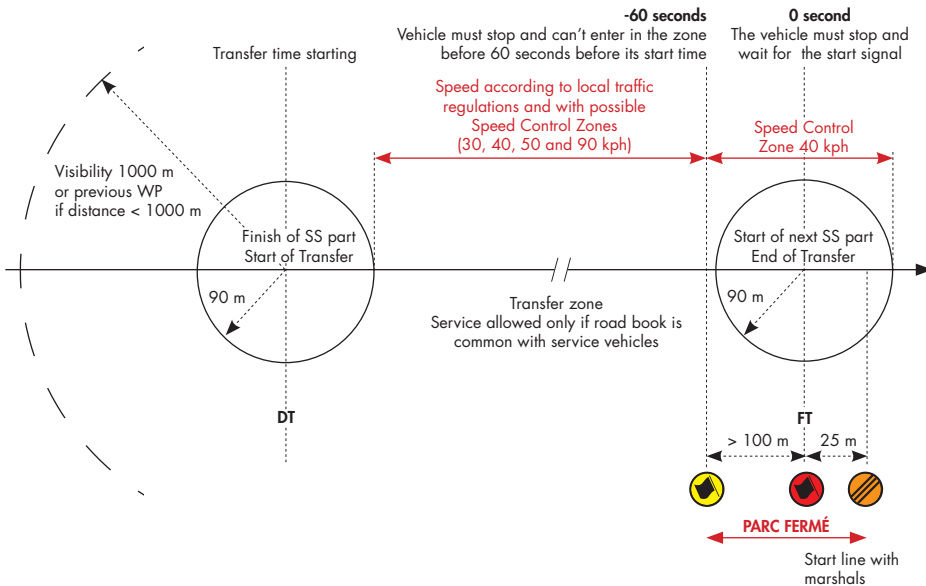 -60 seconds
Vehicle must stop and can't enter in the zone
before 60 seconds before its start time
0 second
The vehicle must stop and
wait for the start signal
Transfer time starting
Speed according to local traffic
regulations and with possible
Speed Control Zones
(30, 40, 50 and 90 kph)
Speed Control
Zone 40 kph
Visibility 1000 m
or previous WP
if distance < 1000 m
Finish of SS part
Start of Transfer
Start of next SS part
End of Transfer
90 m
90 m
Transfer zone
Service allowed only if road book is
common with service vehicles
DT
FT
> 100 m
25 m
PARC FERMÉ
Start line with
marshals